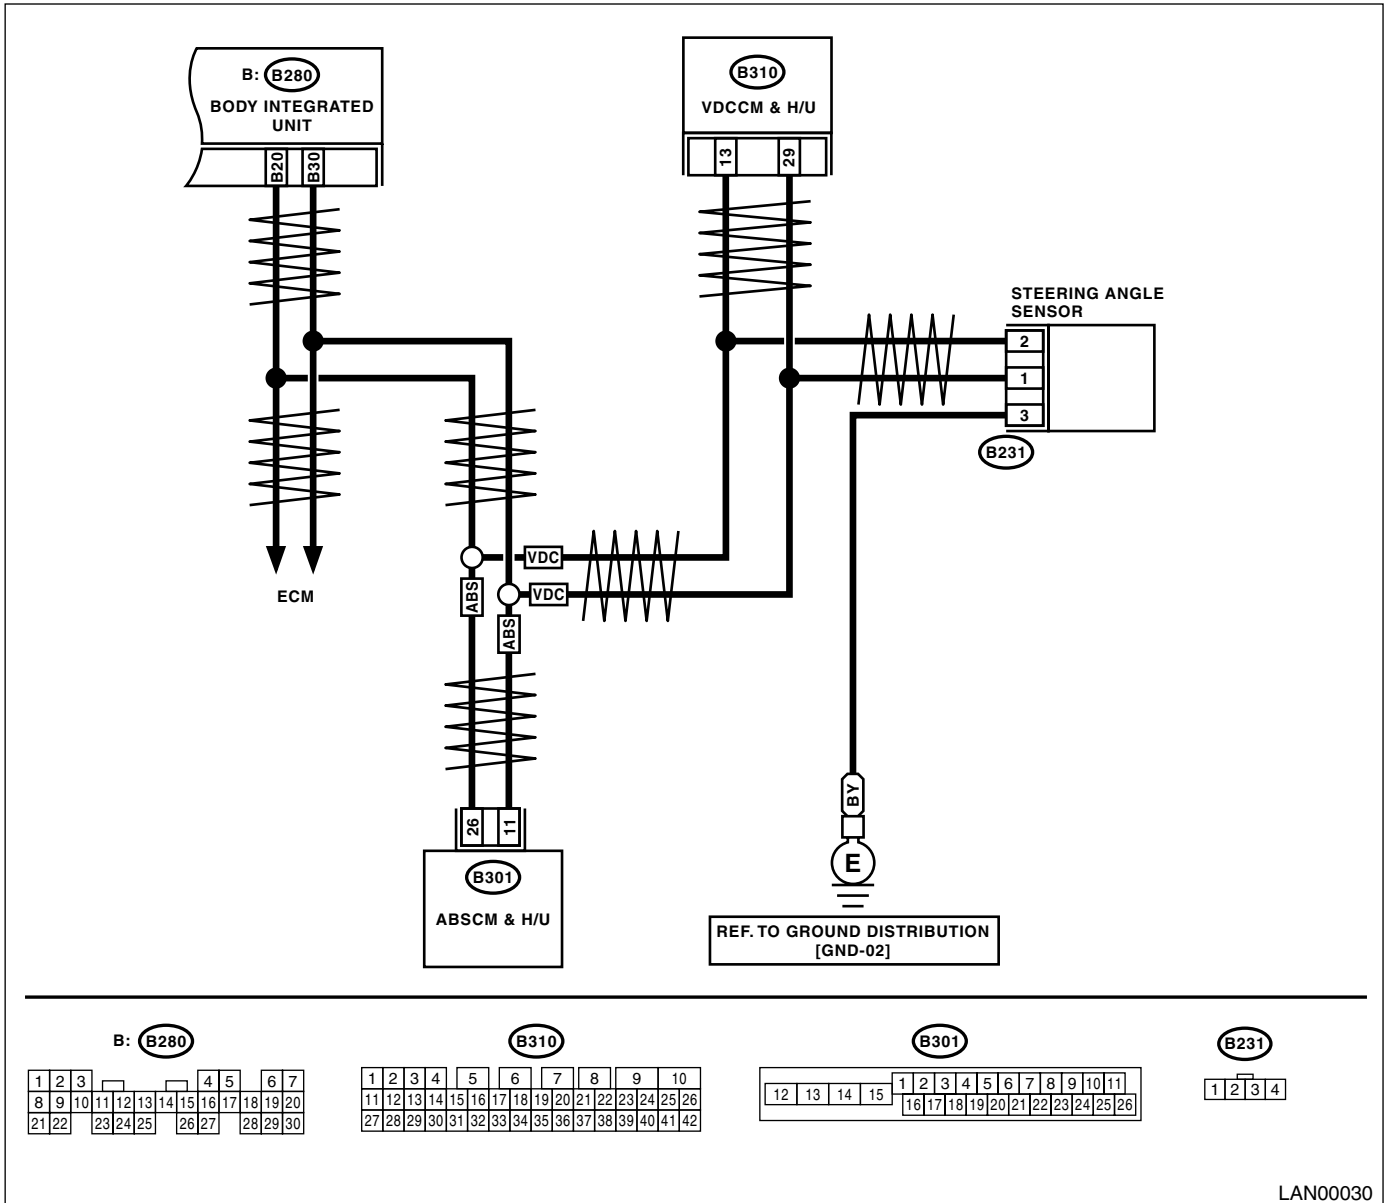 B: B280
BODY INTEGRATED
UNIT
B20 B30
B310
VDCCM & H/U
13 29
STEERING ANGLE
SENSOR
2
1
3
B231
ECM
VDC
VDC
ABS
ABS
26 11
B301
ABSCM & H/U
BY
E
REF. TO GROUND DISTRIBUTION
[GND-02]
B: B280
1 2 3 4 5 6 7
8 9 10 11 12 13 14 15 16 17 18 19 20
21 22 23 24 25 26 27 28 29 30
B310
1 2 3 4 5 6 7 8 9 10
11 12 13 14 15 16 17 18 19 20 21 22 23 24 25 26
27 28 29 30 31 32 33 34 35 36 37 38 39 40 41 42
B301
12 13 14 15
1 2 3 4 5 6 7 8 9 10 11
16 17 18 19 20 21 22 23 24 25 26
B231
1 2 3 4
LAN00030